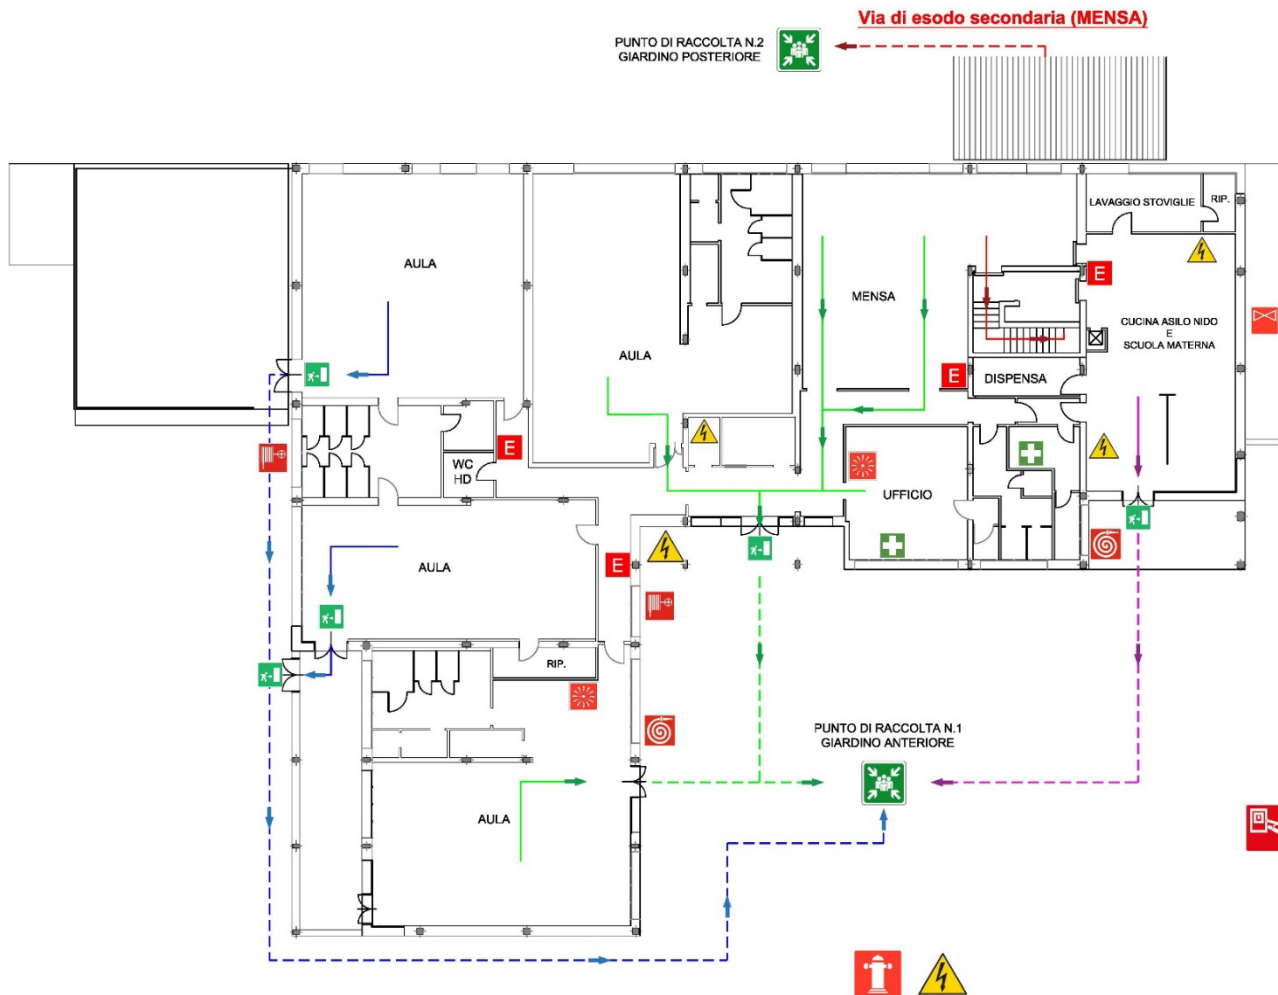 Via di esodo secondaria (MENSA)
PUNTO DI RACCOLTA N.2
GIARDINO POSTERIORE
LAVAGGIO STOVIGLIE
RIP.
AULA
MENSA
E
CUCINA ASILO NIDO
E
SCUOLA MATERNA
AULA
E
DISPENSA
E
WC
HD
UFFICIO
AULA
E
RIP.
PUNTO DI RACCOLTA N.1
GIARDINO ANTERIORE
AULA